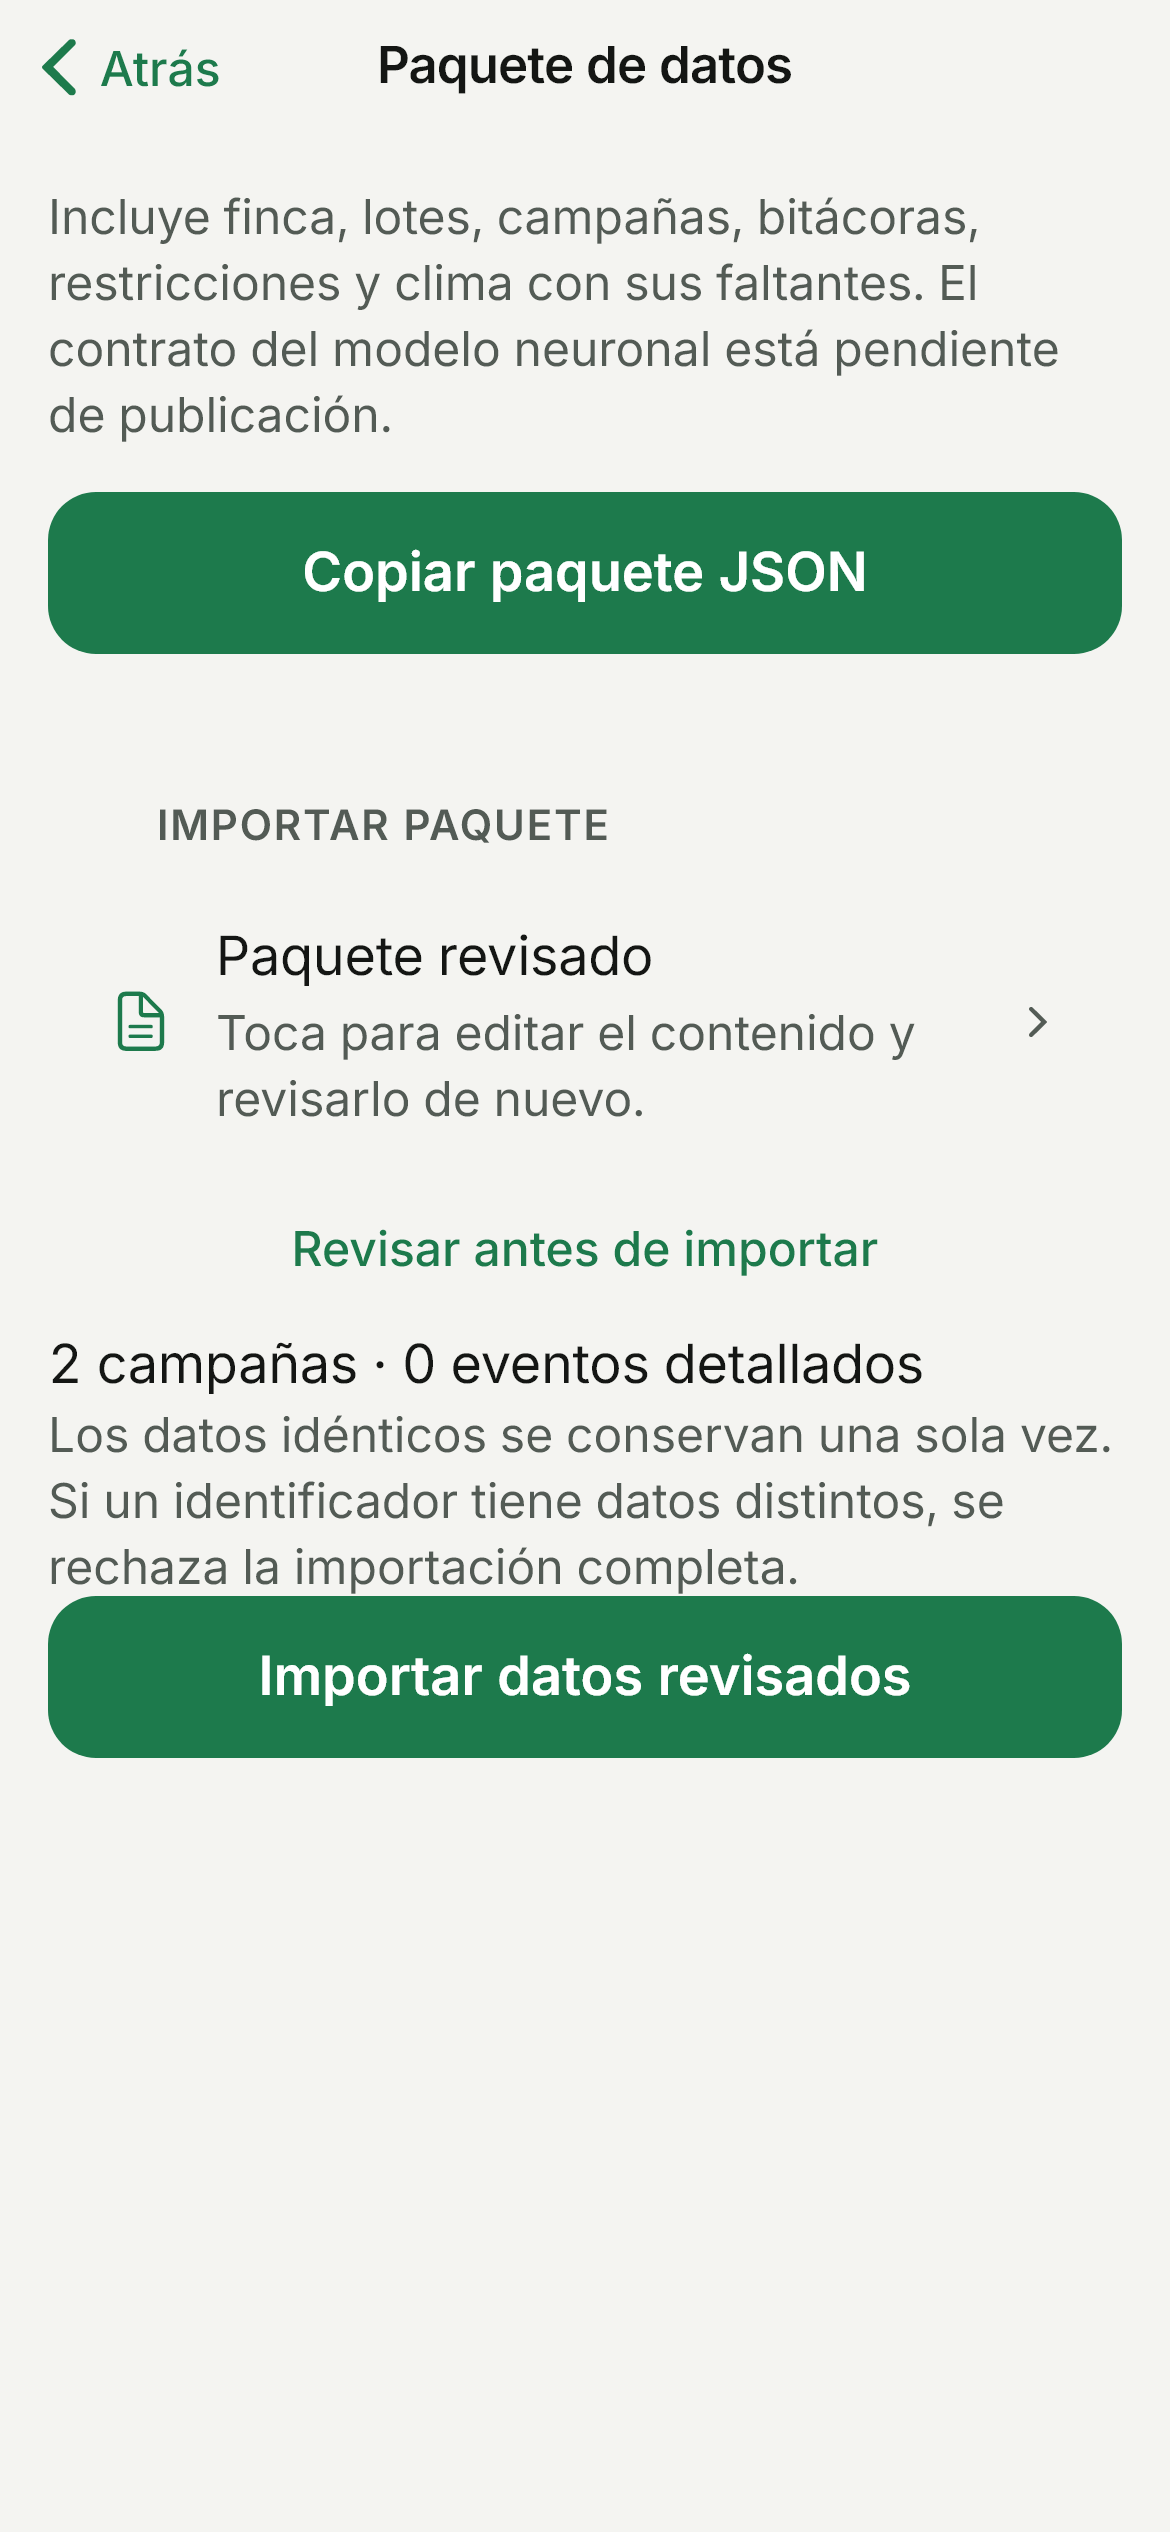 Atrás
Paquete de datos
Incluye finca, lotes, campañas, bitácoras,
restricciones y clima con sus faltantes. El
contrato del modelo neuronal está pendiente
de publicación.
Copiar paquete JSON
IMPORTAR PAQUETE
Paquete revisado
Toca para editar el contenido y
revisarlo de nuevo.
Revisar antes de importar
2 campañas · 0 eventos detallados
Los datos idénticos se conservan una sola vez.
Si un identificador tiene datos distintos, se
rechaza la importación completa.
Importar datos revisados